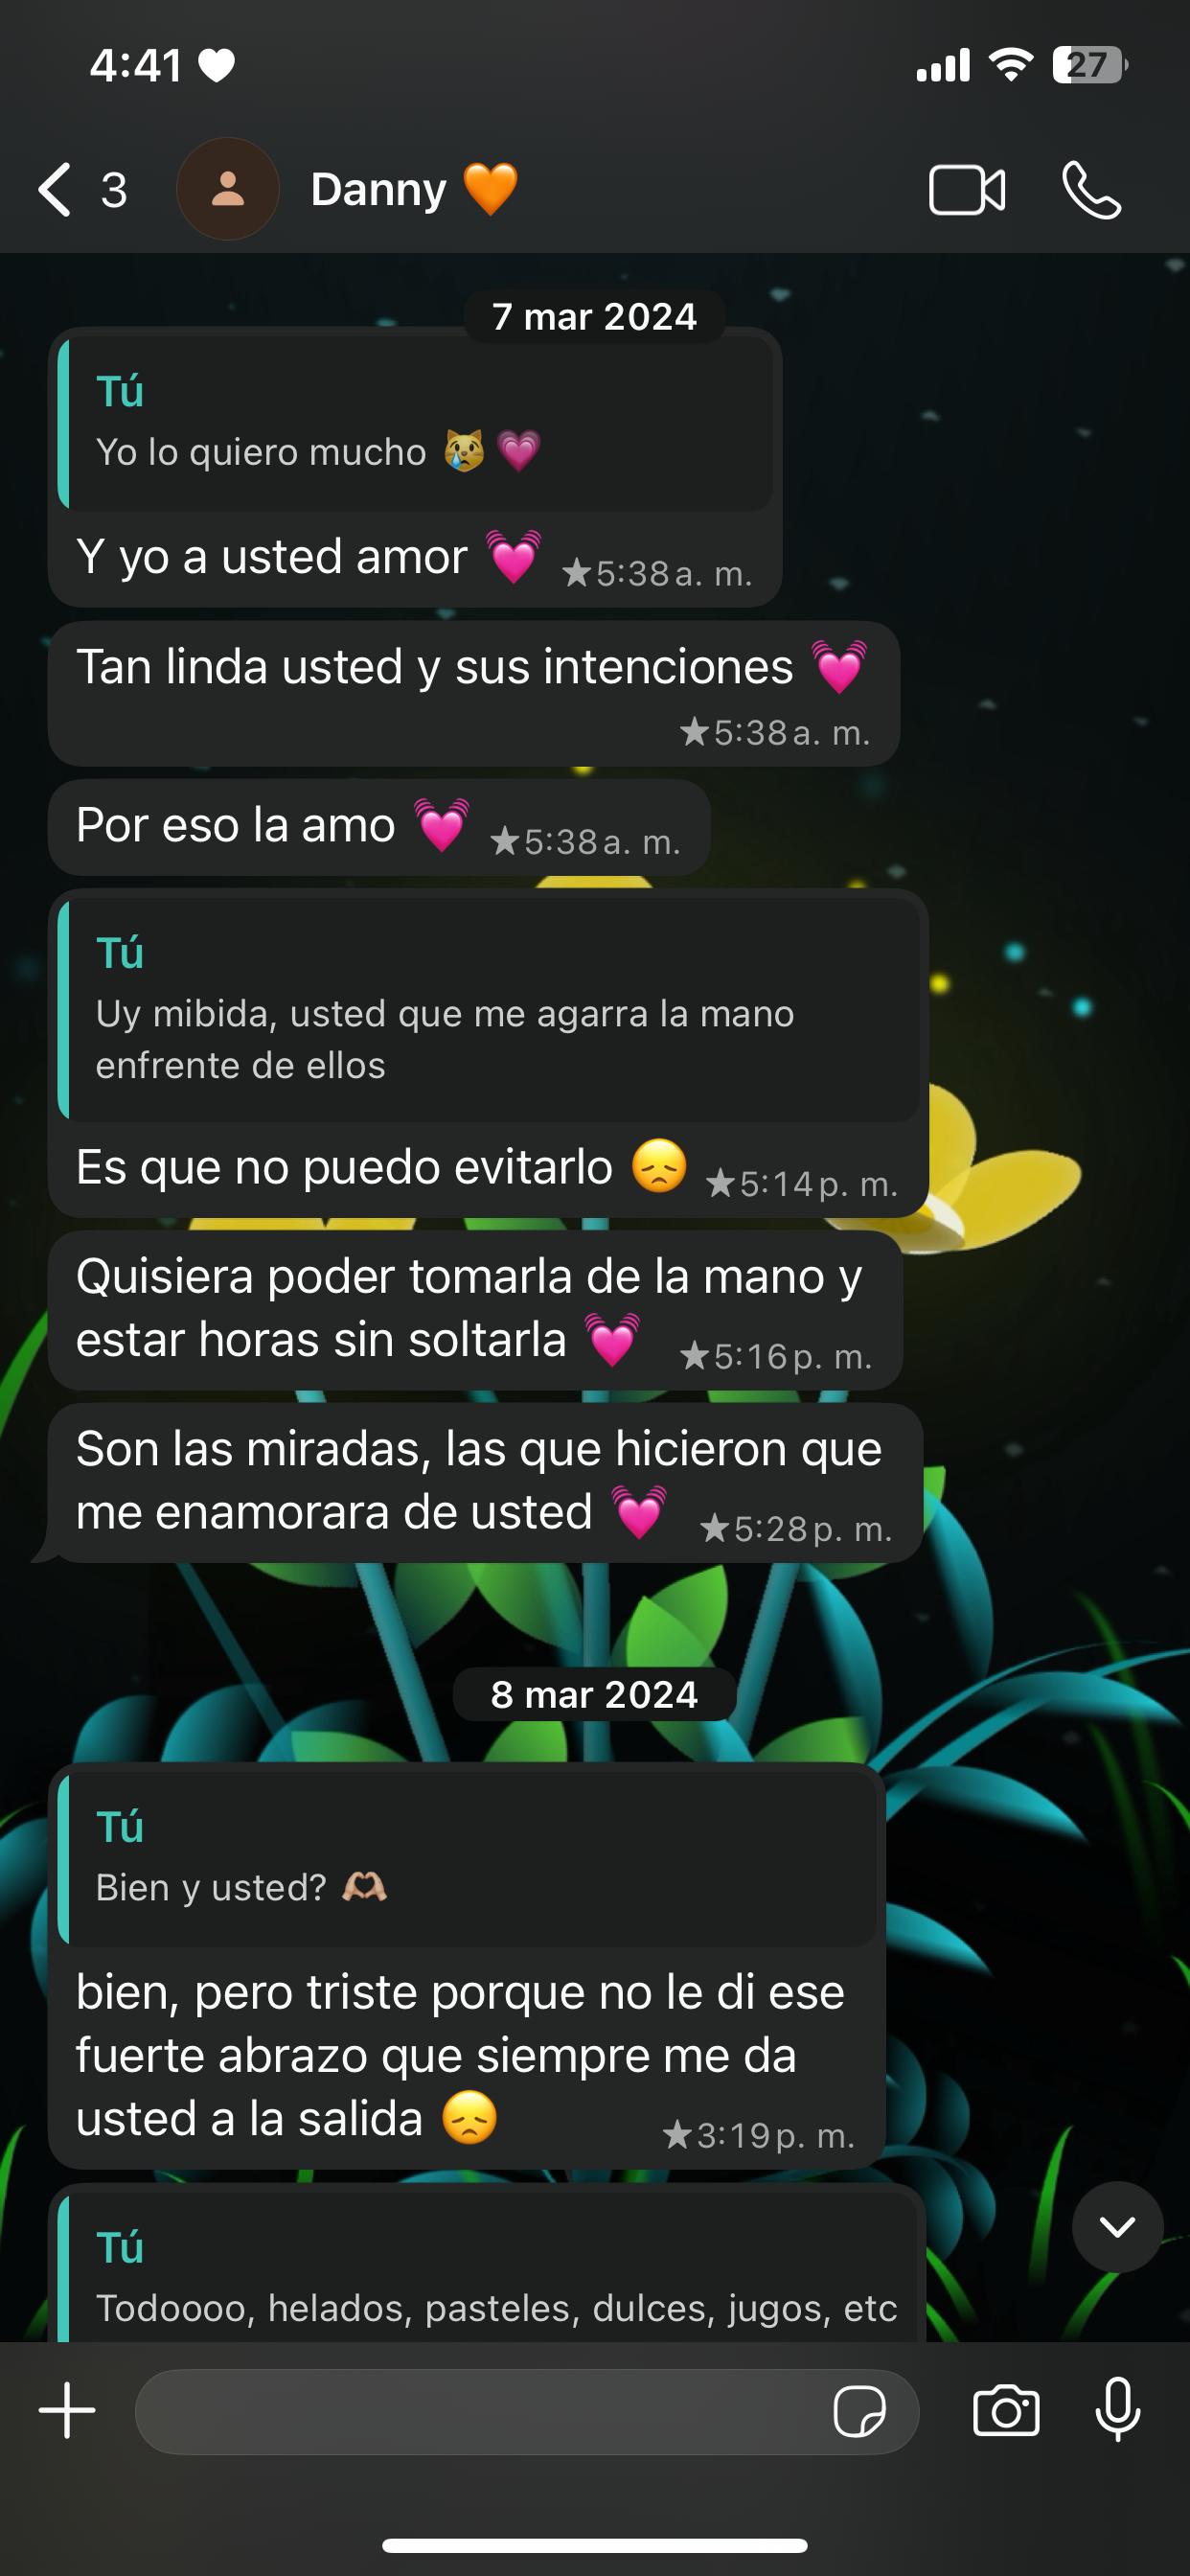 4:41
27
3
Danny 🧡
7 mar 2024
Tú
Yo lo quiero mucho 😿💗
Y yo a usted amor 💓 ★5:38 a. m.
Tan linda usted y sus intenciones 💓
★5:38 a. m.
Por eso la amo 💓 ★5:38 a. m.
Tú
Uy mibida, usted que me agarra la mano
enfrente de ellos
Es que no puedo evitarlo 😞 ★5:14 p. m.
Quisiera poder tomarla de la mano y
estar horas sin soltarla 💓 ★5:16 p. m.
Son las miradas, las que hicieron que
me enamorara de usted 💓 ★5:28 p. m.
8 mar 2024
Tú
Bien y usted? 🫶🏼
bien, pero triste porque no le di ese
fuerte abrazo que siempre me da
usted a la salida 😞 ★3:19 p. m.
Tú
Todoooo, helados, pasteles, dulces, jugos, etc